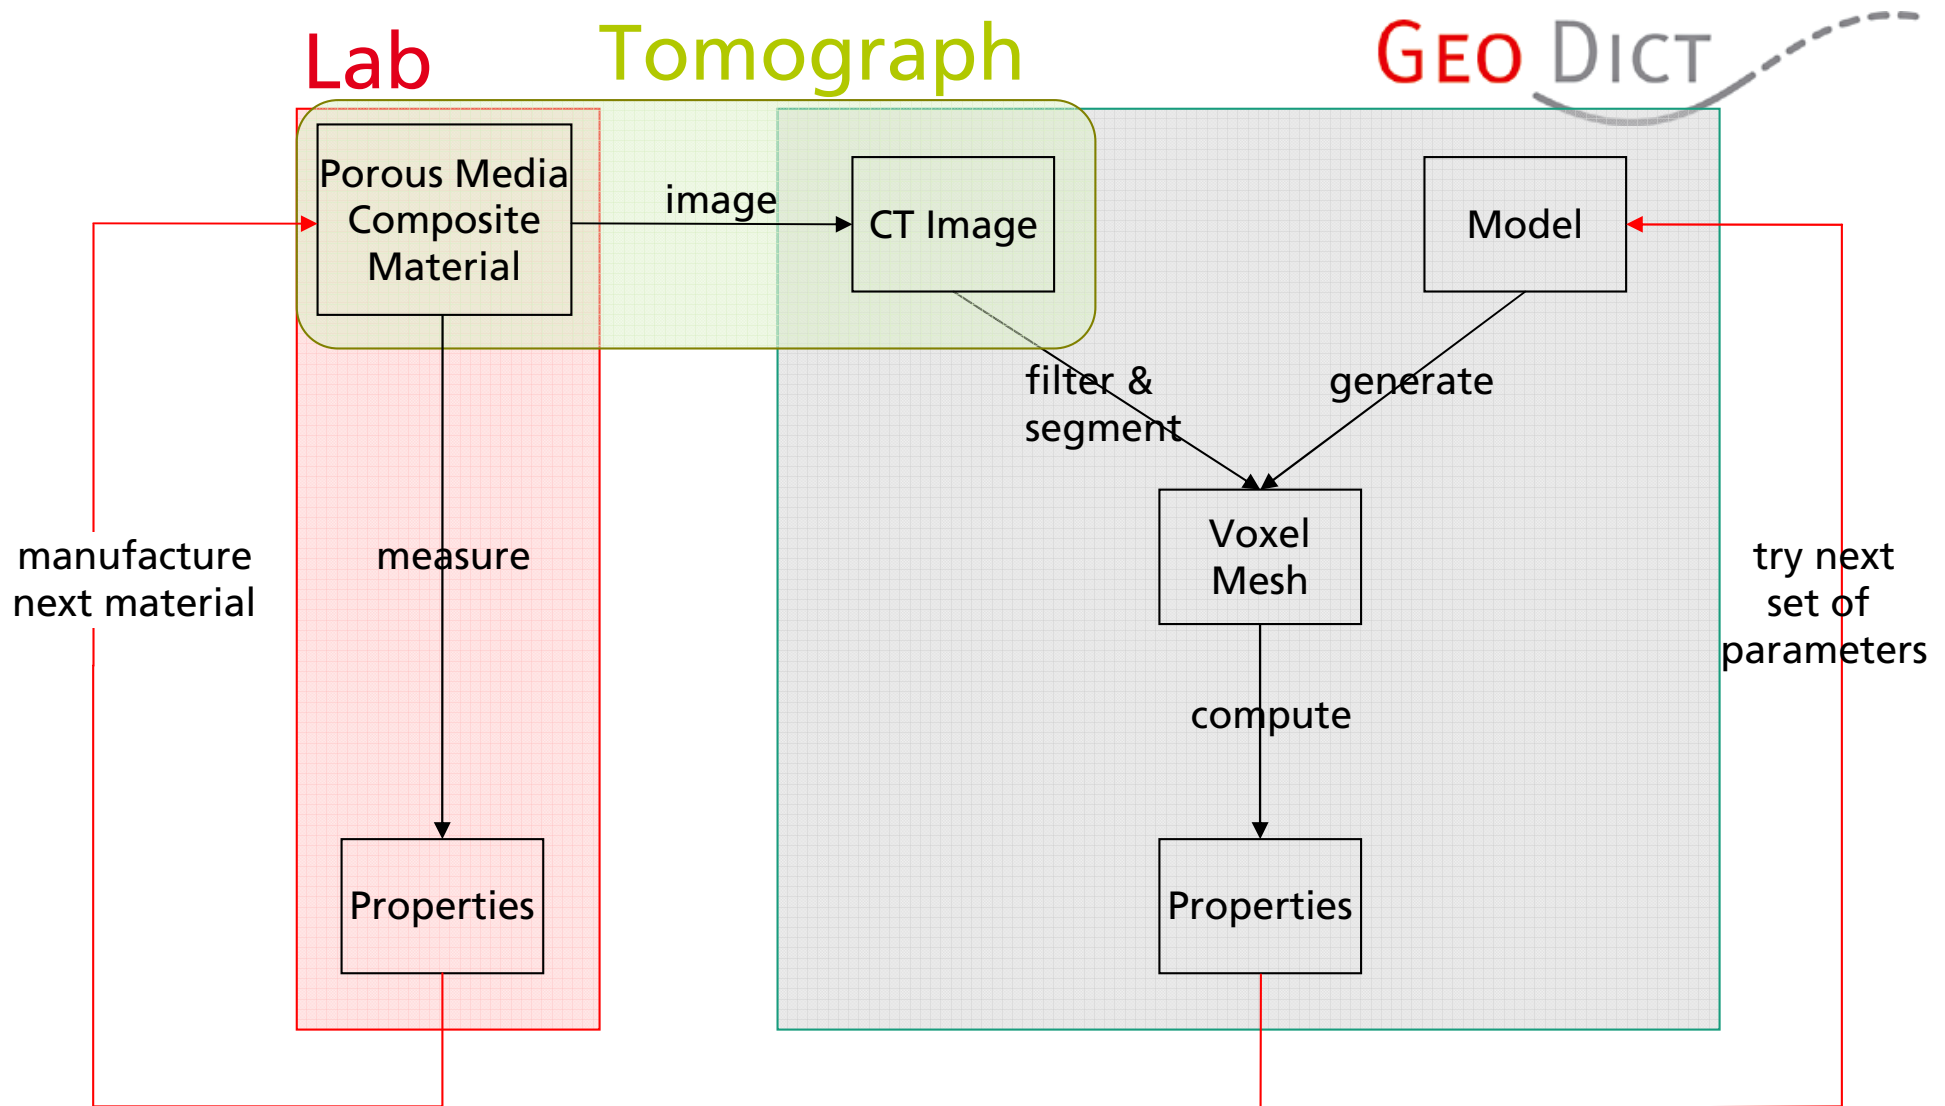 Lab
Tomograph
GEO DICT
Porous Media
Composite
Material
image
CT Image
Model
filter &
segment
generate
Voxel
Mesh
manufacture
next material
measure
try next
set of
parameters
compute
Properties
Properties